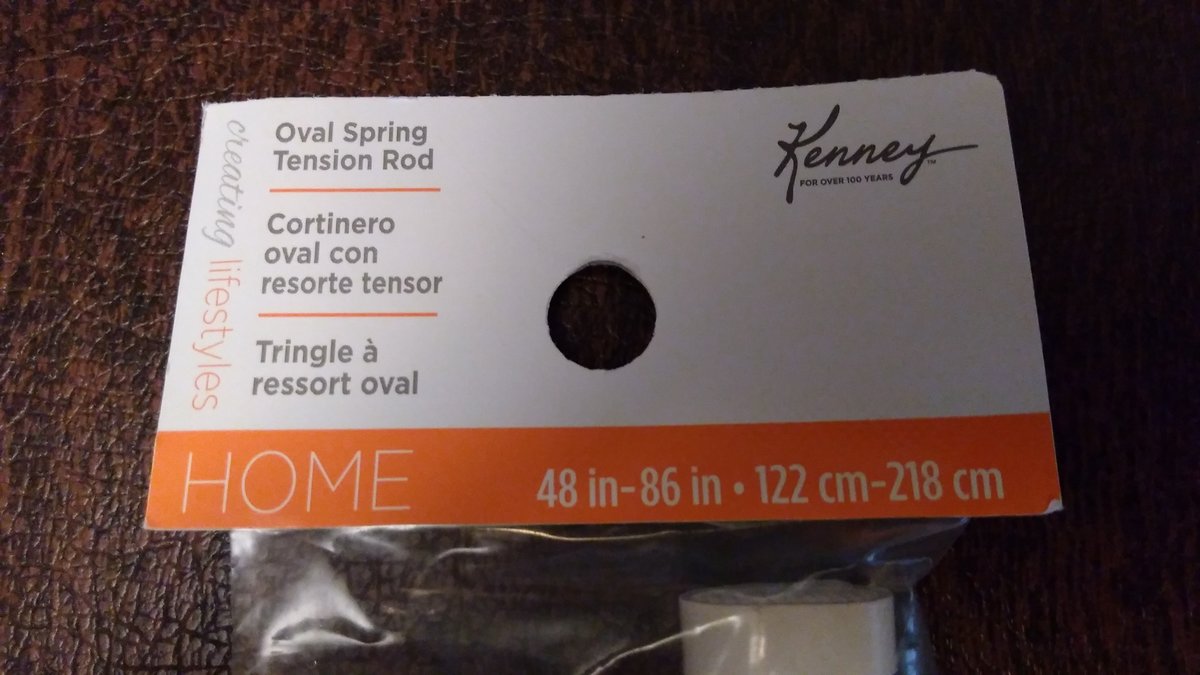 creating lifestyles
Oval Spring
Tension Rod
Cortinero
oval con
resorte tensor
Tringle à
ressort oval
Kenney™
FOR OVER 100 YEARS
HOME
48 in-86 in • 122 cm-218 cm